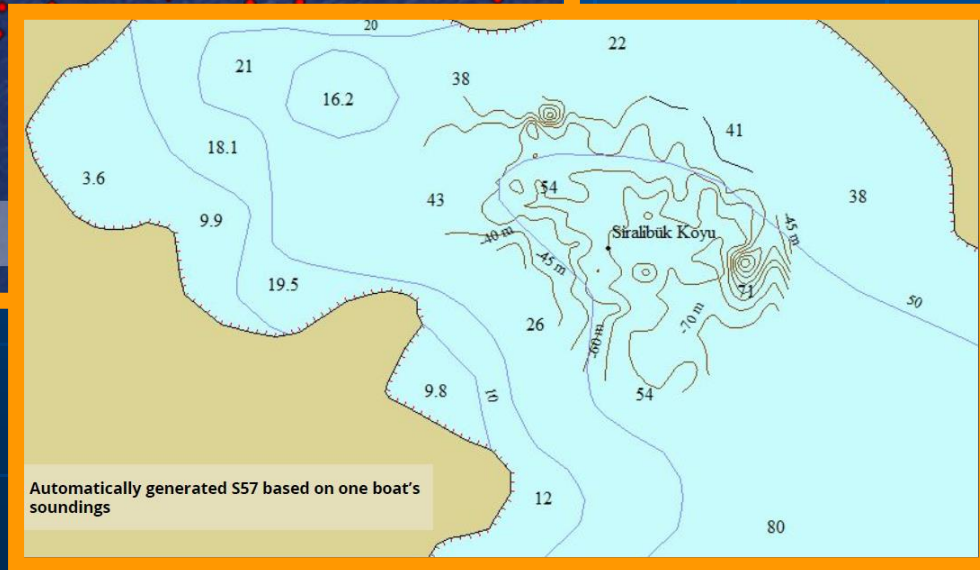 20
22
21
38
16.2
41
18.1
3.6
54
38
43
9.9
-45 m
Siralibük Koyu
-40 m
-45 m
19.5
71
50
26
-70 m
-60 m
9.8
10
54
12
80
Automatically generated S57 based on one boat’s
soundings